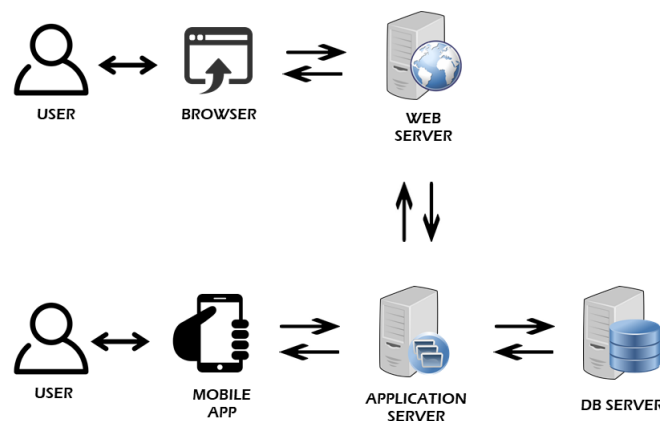 USER
BROWSER
WEB
SERVER
USER
MOBILE
APP
APPLICATION
SERVER
DB SERVER